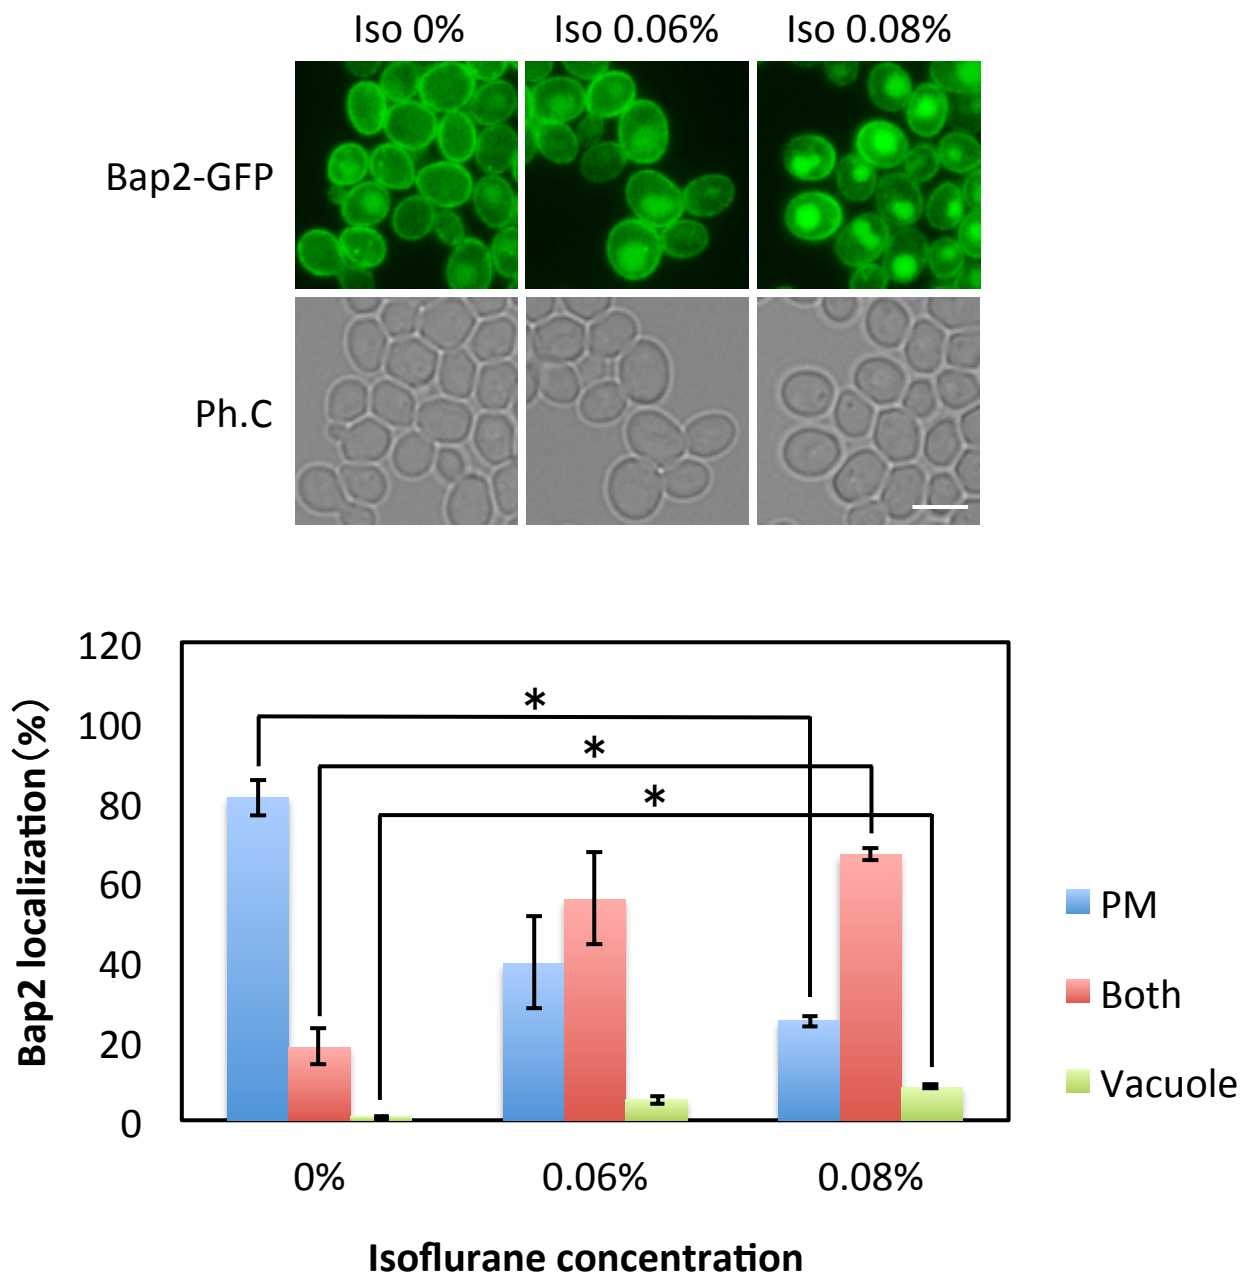 Iso 0% Iso 0.06% Iso 0.08%
Bap2-GFP
Ph.C
120
100
80
60
40
20
0
Bap2 localization (%)
*
*
*
PM
Both
Vacuole
0% 0.06% 0.08%
Isoflurane concentration